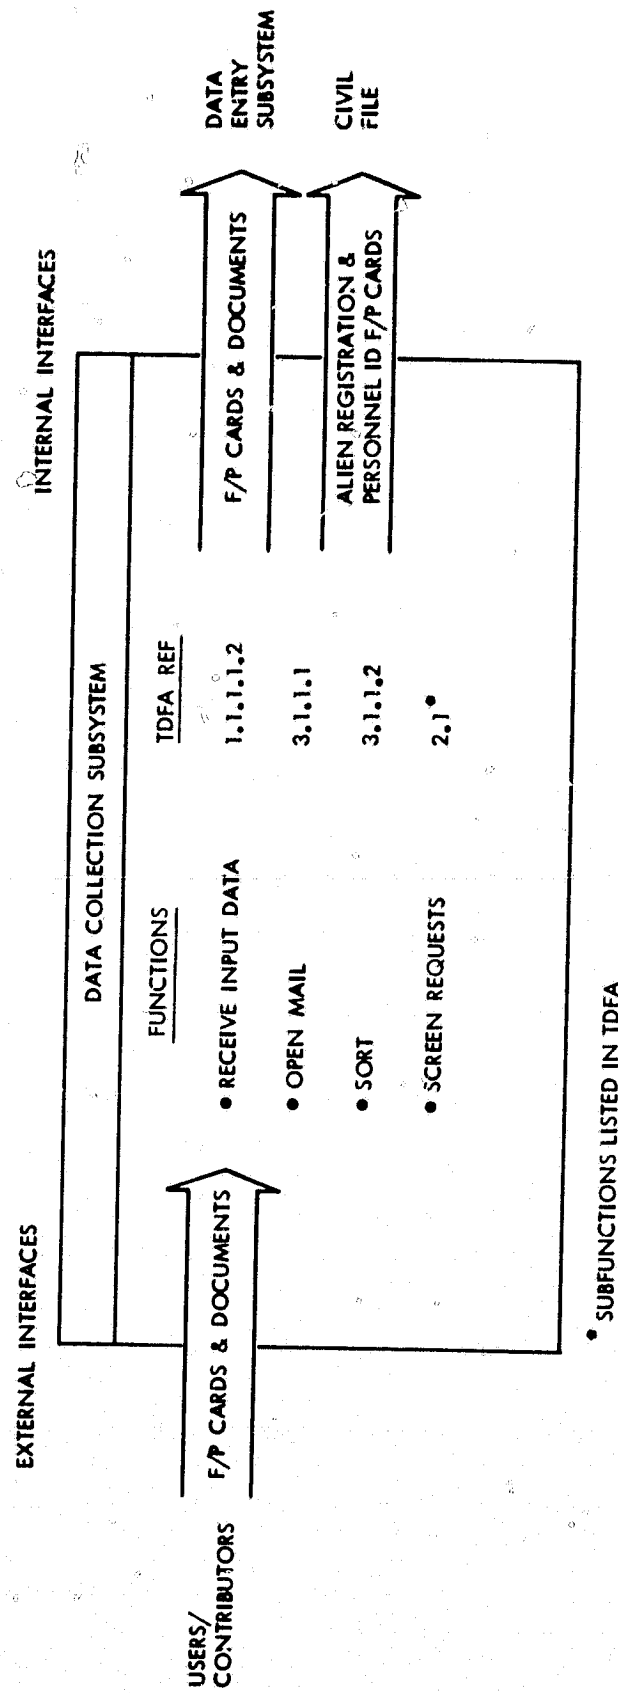 EXTERNAL INTERFACES
INTERNAL INTERFACES
DATA COLLECTION SUBSYSTEM
USERS/
CONTRIBUTORS
F/P CARDS & DOCUMENTS
FUNCTIONS
TDFA REF
• RECEIVE INPUT DATA
1.1.1.1.2
• OPEN MAIL
3.1.1.1
• SORT
3.1.1.2
• SCREEN REQUESTS
2.1*
F/P CARDS & DOCUMENTS
DATA
ENTRY
SUBSYSTEM
ALIEN REGISTRATION &
PERSONNEL ID F/P CARDS
CIVIL
FILE
* SUBFUNCTIONS LISTED IN TDFA